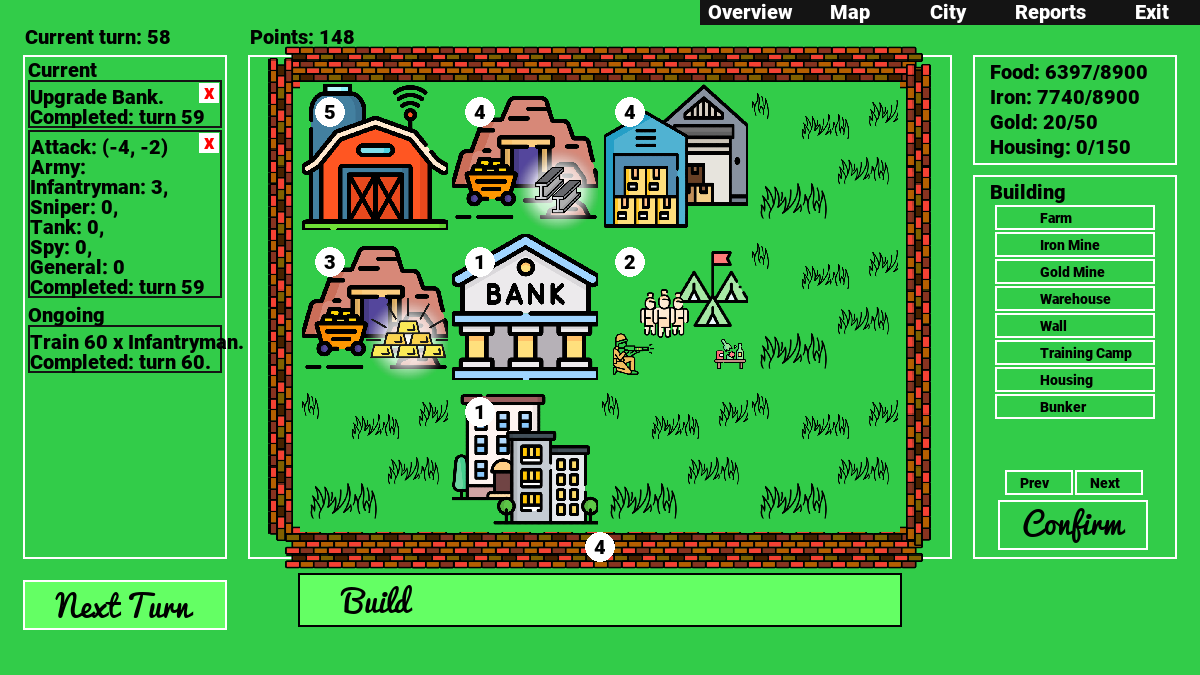 Overview Map City Reports Exit
Current turn: 58
Points: 148
Current
Upgrade Bank.
X
Completed: turn 59
Attack: (-4, -2)
X
Army:
Infantryman: 3,
Sniper: 0,
Tank: 0,
Spy: 0,
General: 0
Completed: turn 59
Ongoing
Train 60 x Infantryman.
Completed: turn 60.
Next Turn
5
4
4
3
1
BANK
2
1
4
Build
Food: 6397/8900
Iron: 7740/8900
Gold: 20/50
Housing: 0/150
Building
Farm
Iron Mine
Gold Mine
Warehouse
Wall
Training Camp
Housing
Bunker
Prev Next
Confirm